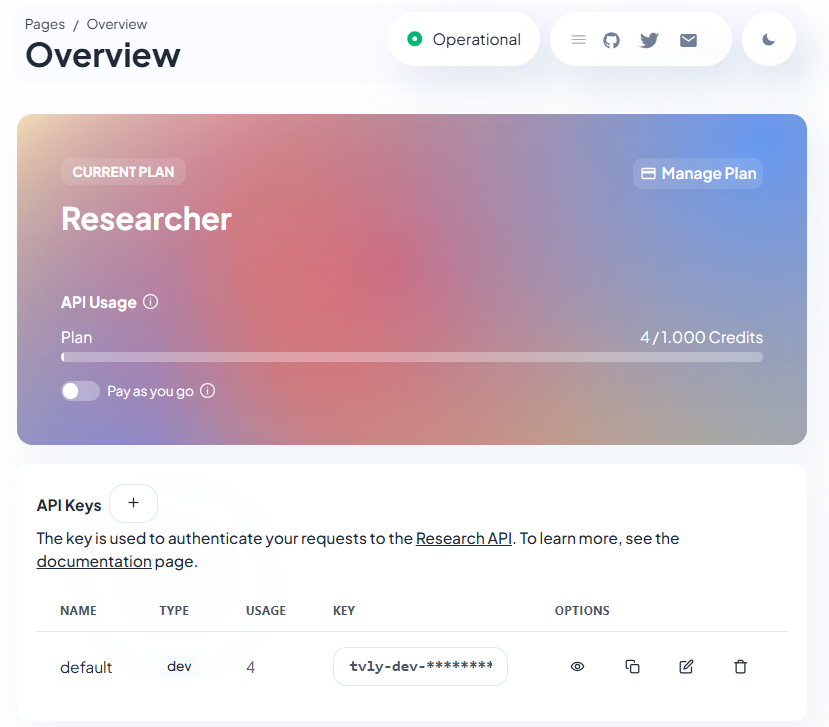 Pages / Overview
Overview
Operational
CURRENT PLAN
Manage Plan
Researcher
API Usage
Plan
4 / 1.000 Credits
Pay as you go
API Keys +
The key is used to authenticate your requests to the Research API. To learn more, see the
documentation page.
NAME TYPE USAGE KEY OPTIONS
default dev 4 tvly-dev-********